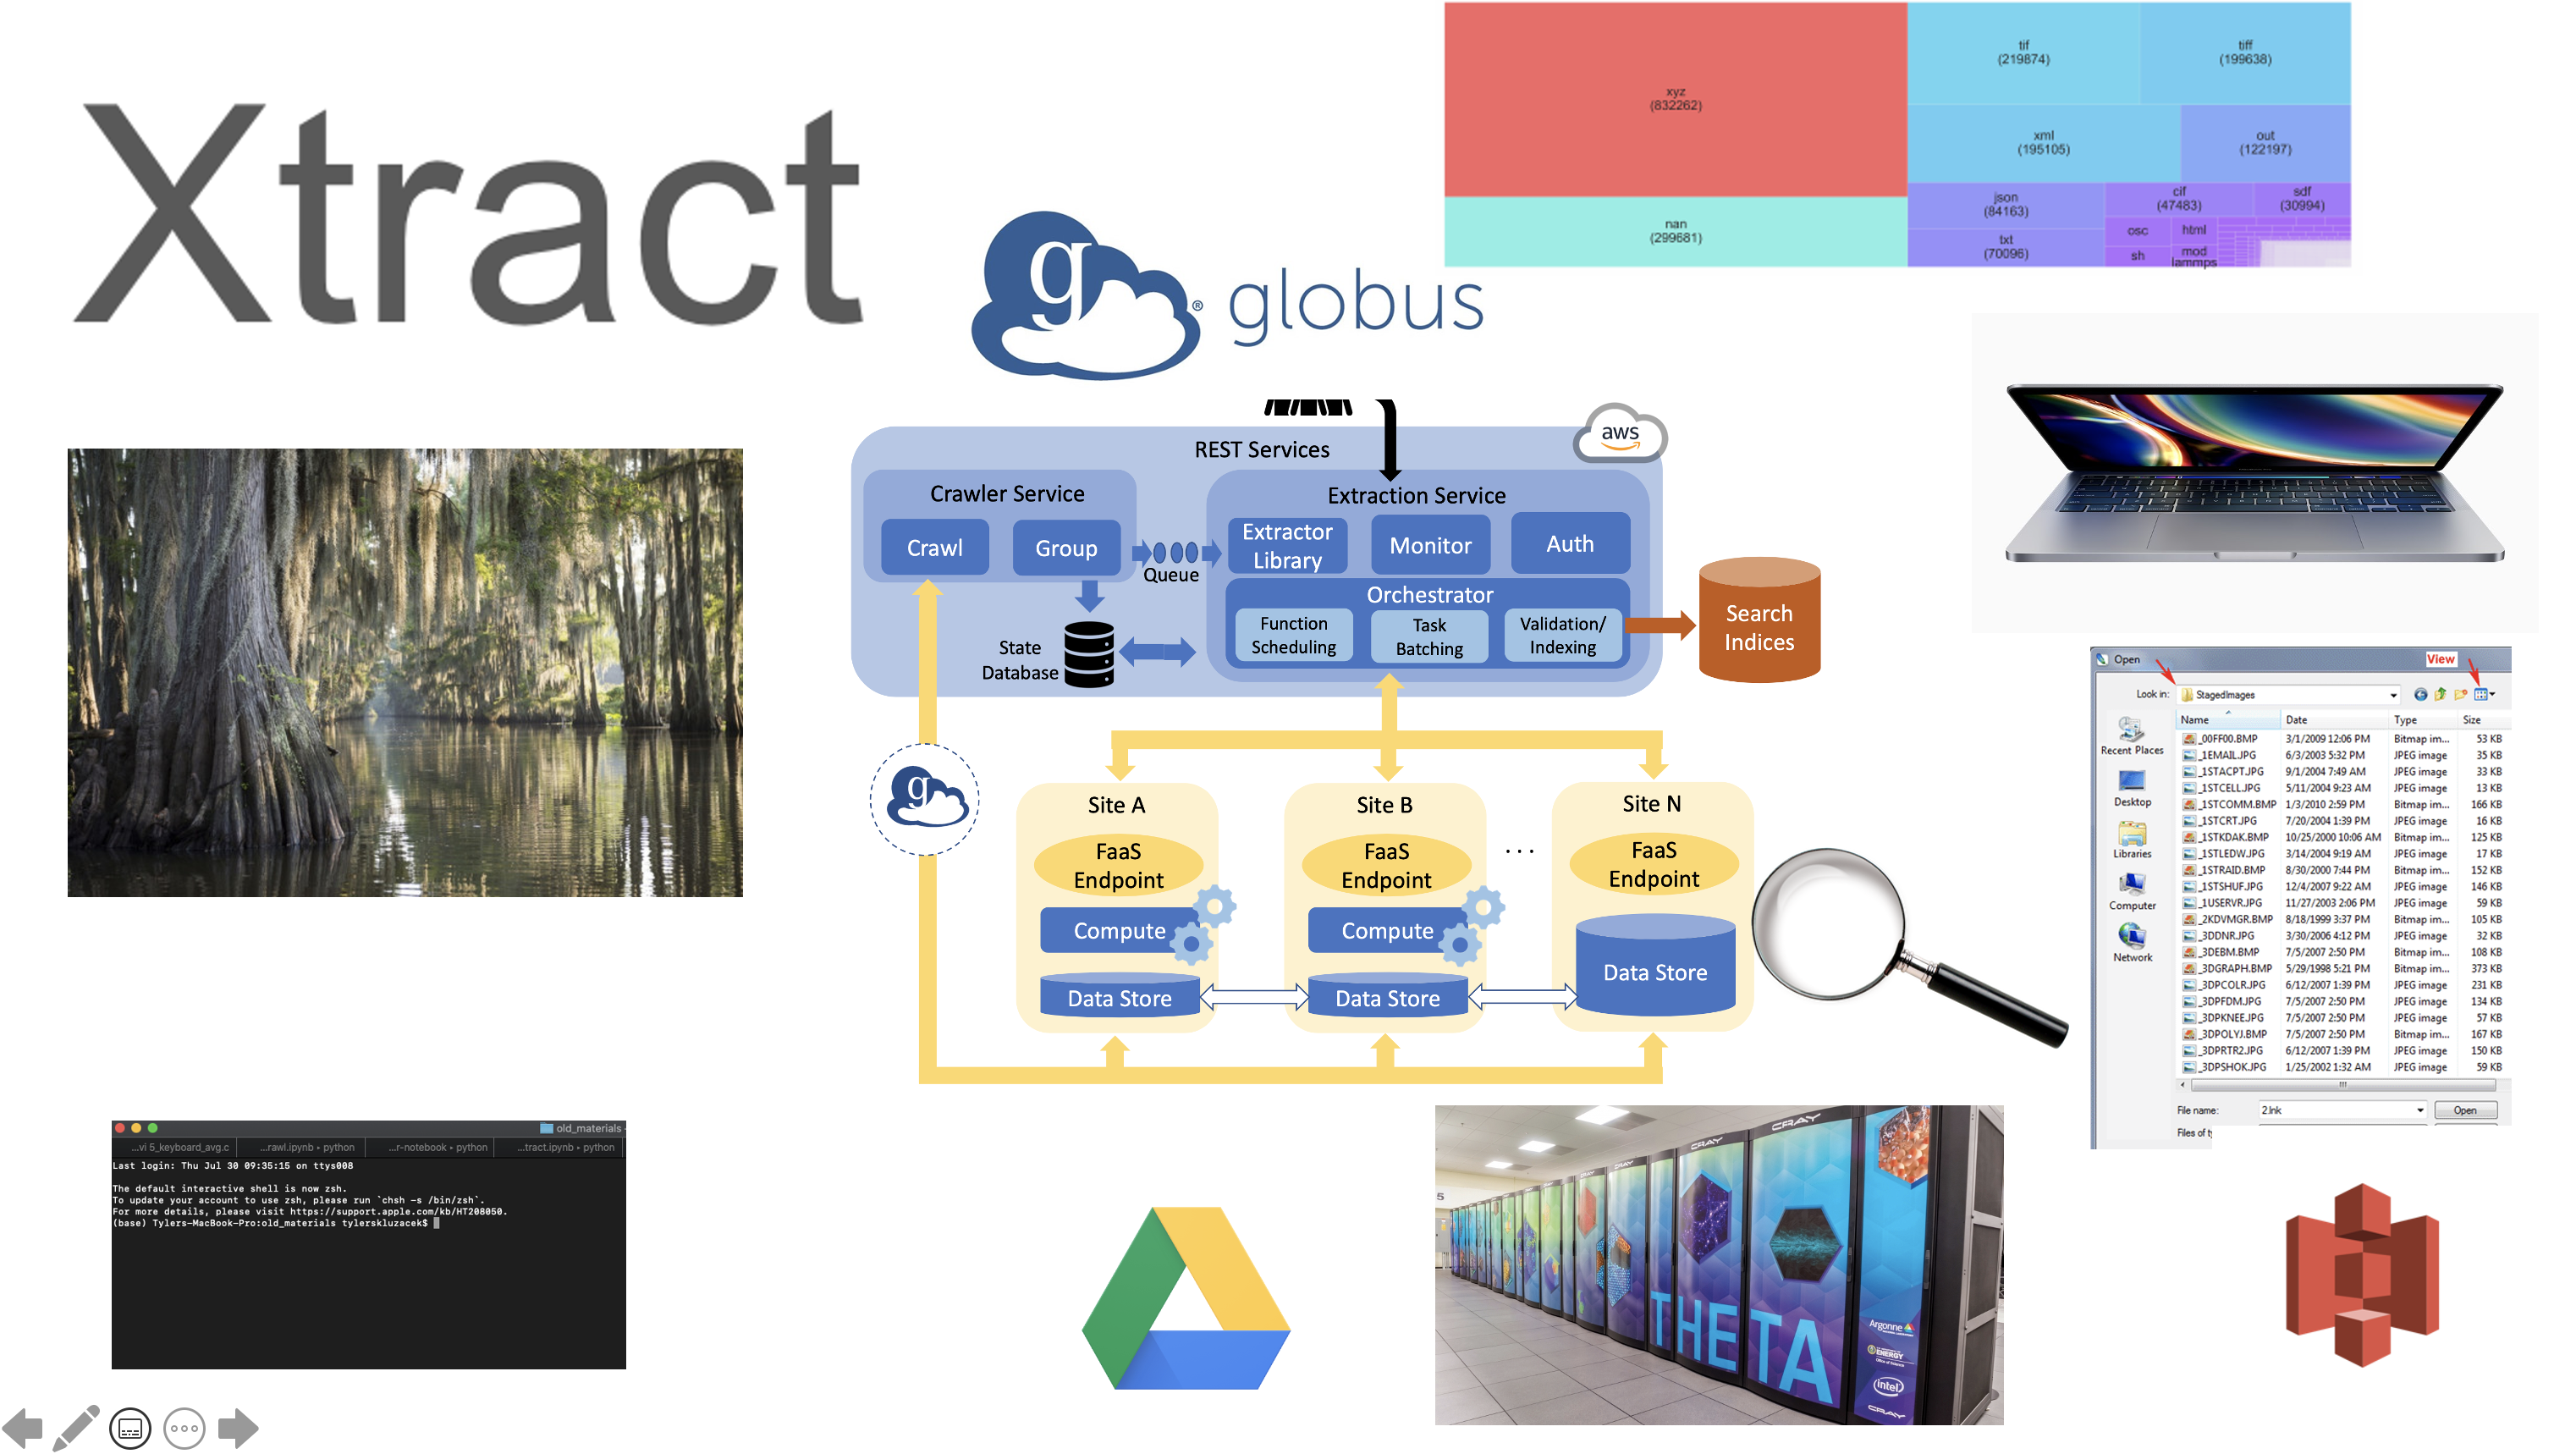 Xtract
g
®
globus
xyz
(832262)
nan
(299681)
tif
(219874)
tiff
(199638)
xml
(195105)
out
(122197)
json
(84163)
txt
(70096)
cif
(47483)
sdf
(30994)
osc
html
sh
mod
lammps
REST Services
aws
Crawler Service
Crawl
Group
Queue
State
Database
Extraction Service
Extractor
Library
Monitor
Auth
Orchestrator
Function
Scheduling
Task
Batching
Validation/
Indexing
Search
Indices
g
Site A
FaaS
Endpoint
Compute
Data Store
Site B
FaaS
Endpoint
Compute
Data Store
...
Site N
FaaS
Endpoint
Data Store
Open
View
Look in:
StagedImages
Recent Places
Desktop
Libraries
Computer
Network
Name Date Type Size
_00FF00.BMP 3/1/2009 12:06 PM Bitmap im... 53 KB
_1EMAIL.JPG 6/3/2003 5:32 PM JPEG image 35 KB
_1STACPT.JPG 9/1/2004 7:49 AM JPEG image 33 KB
_1STCELL.JPG 5/11/2004 9:23 AM JPEG image 13 KB
_1STCOMM.BMP 1/3/2010 2:59 PM Bitmap im... 166 KB
_1STCRT.JPG 7/20/2004 1:39 PM JPEG image 16 KB
_1STKDAK.BMP 10/25/2000 10:06 AM Bitmap im... 125 KB
_1STLEDW.JPG 3/14/2004 9:19 AM JPEG image 17 KB
_1STRAID.BMP 8/30/2000 7:44 PM Bitmap im... 152 KB
_1STSHUF.JPG 12/4/2007 9:22 AM JPEG image 146 KB
_1USERVR.JPG 11/27/2003 2:06 PM JPEG image 59 KB
_2KDVMGR.BMP 8/18/1999 3:37 PM Bitmap im... 105 KB
_3DDNR.JPG 3/30/2006 4:12 PM JPEG image 32 KB
_3DEBM.BMP 7/5/2007 2:50 PM Bitmap im... 108 KB
_3DGRAPH.BMP 5/29/1998 5:21 PM Bitmap im... 373 KB
_3DPCOLR.JPG 6/12/2007 1:39 PM JPEG image 231 KB
_3DPFDM.JPG 7/5/2007 2:50 PM JPEG image 134 KB
_3DPKNEE.JPG 7/5/2007 2:50 PM JPEG image 57 KB
_3DPOLYJ.BMP 7/5/2007 2:50 PM Bitmap im... 167 KB
_3DPRTR2.JPG 6/12/2007 1:39 PM JPEG image 150 KB
_3DPSHOK.JPG 1/25/2002 1:32 AM JPEG image 59 KB
File name: 2.lnk Open
Files of
old_materials
...vi 5_keyboard_avg.c ...rawl.ipynb • python ...r-notebook • python ...tract.ipynb • python
Last login: Thu Jul 30 09:35:15 on ttys008
The default interactive shell is now zsh.
To update your account to use zsh, please run `chsh -s /bin/zsh`.
For more details, please visit https://support.apple.com/kb/HT208050.
(base) Tylers-MacBook-Pro:old_materials tylerskluzacek$
CRAY
CRAY
CRAY
CRAY
5
THETA
Argonne
ENERGY
intel
CRAY